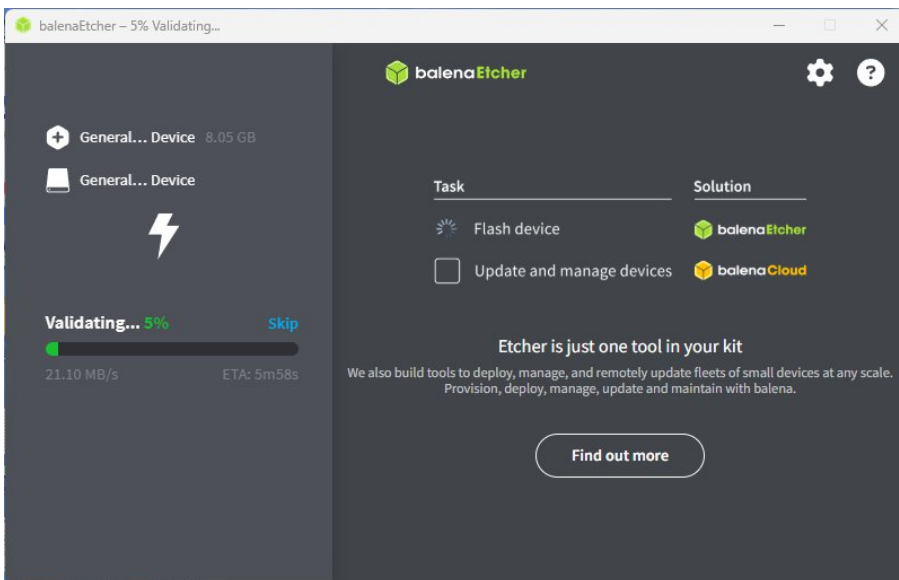 balenaEtcher – 5% Validating...
balenaEtcher
?
General... Device 8.05 GB
General... Device
Validating... 5% Skip
21.10 MB/s ETA: 5m58s
Task Solution
Flash device balenaEtcher
Update and manage devices balenaCloud
Etcher is just one tool in your kit
We also build tools to deploy, manage, and remotely update fleets of small devices at any scale.
Provision, deploy, manage, update and maintain with balena.
Find out more